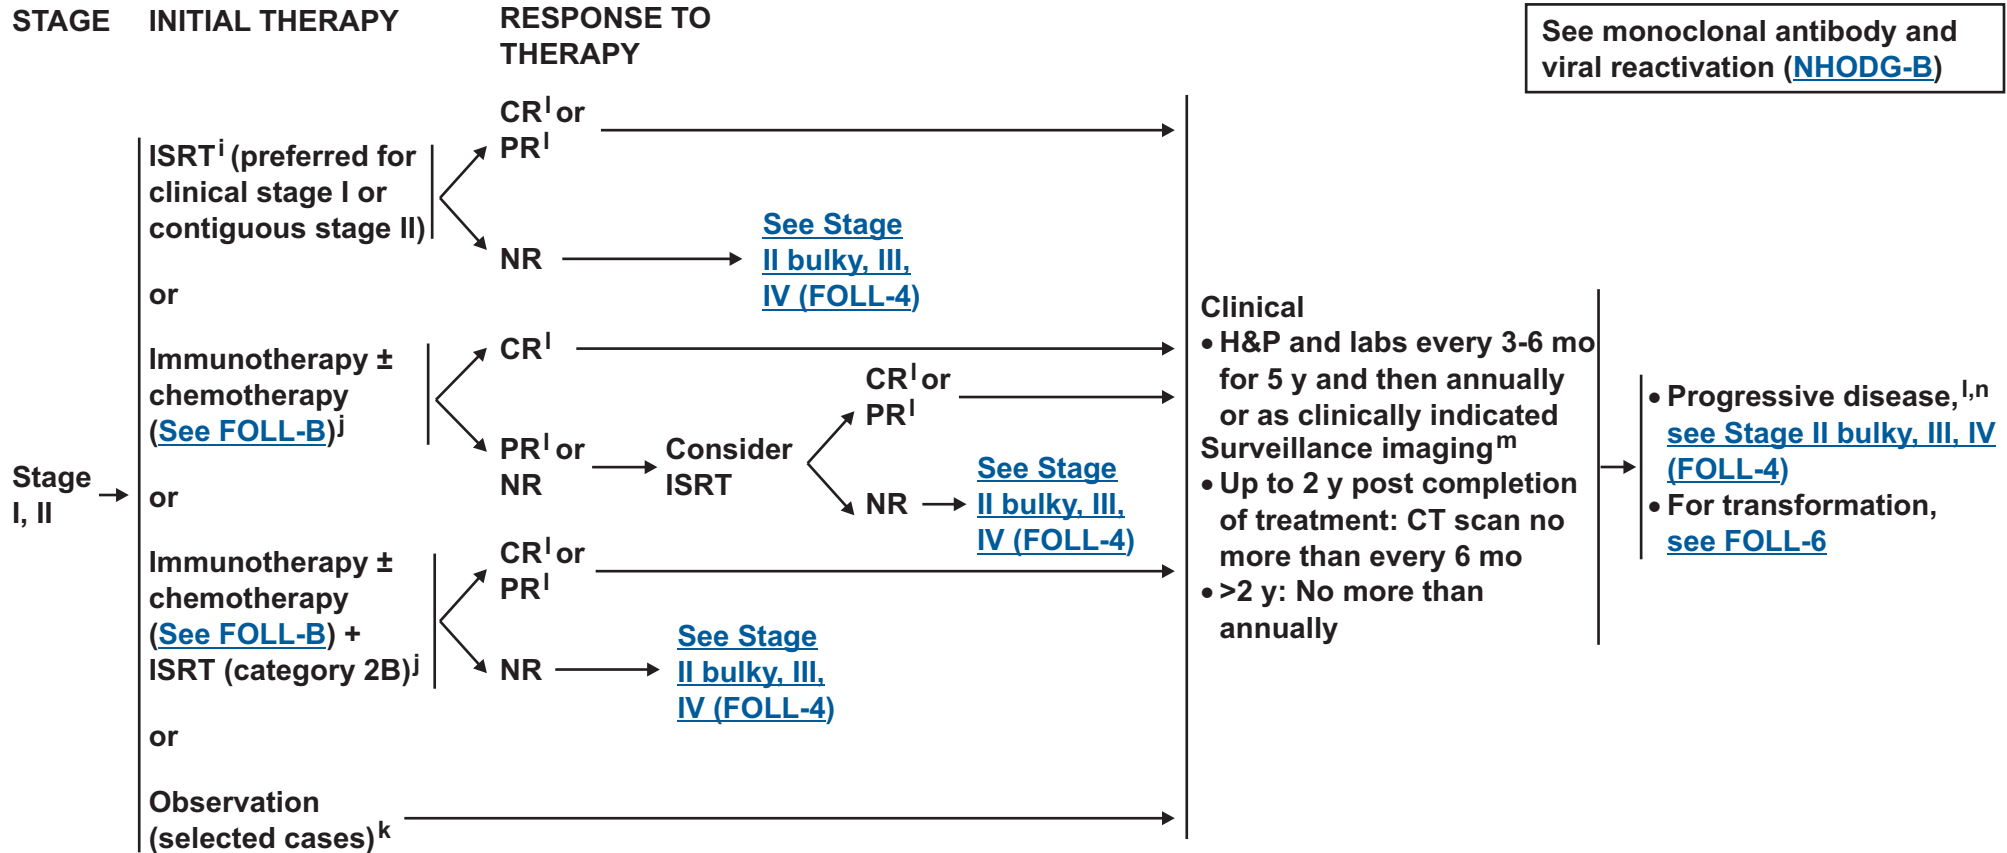 STAGE
INITIAL THERAPY
RESPONSE TO
THERAPY
See monoclonal antibody and
viral reactivation (NHODG-B)
Stage
I, II
ISRTi (preferred for
clinical stage I or
contiguous stage II)
CRl or
PRl
NR
See Stage
II bulky, III,
IV (FOLL-4)
or
Immunotherapy ±
chemotherapy
(See FOLL-B)j
CRl
PRl or
NR
Consider
ISRT
CRl or
PRl
NR
See Stage
II bulky, III,
IV (FOLL-4)
or
Immunotherapy ±
chemotherapy
(See FOLL-B) +
ISRT (category 2B)j
CRl or
PRl
NR
See Stage
II bulky, III,
IV (FOLL-4)
or
Observation
(selected cases)k
Clinical
• H&P and labs every 3-6 mo
for 5 y and then annually
or as clinically indicated
Surveillance imagingm
• Up to 2 y post completion
of treatment: CT scan no
more than every 6 mo
• >2 y: No more than
annually
• Progressive disease,l,n
see Stage II bulky, III, IV
(FOLL-4)
• For transformation,
see FOLL-6